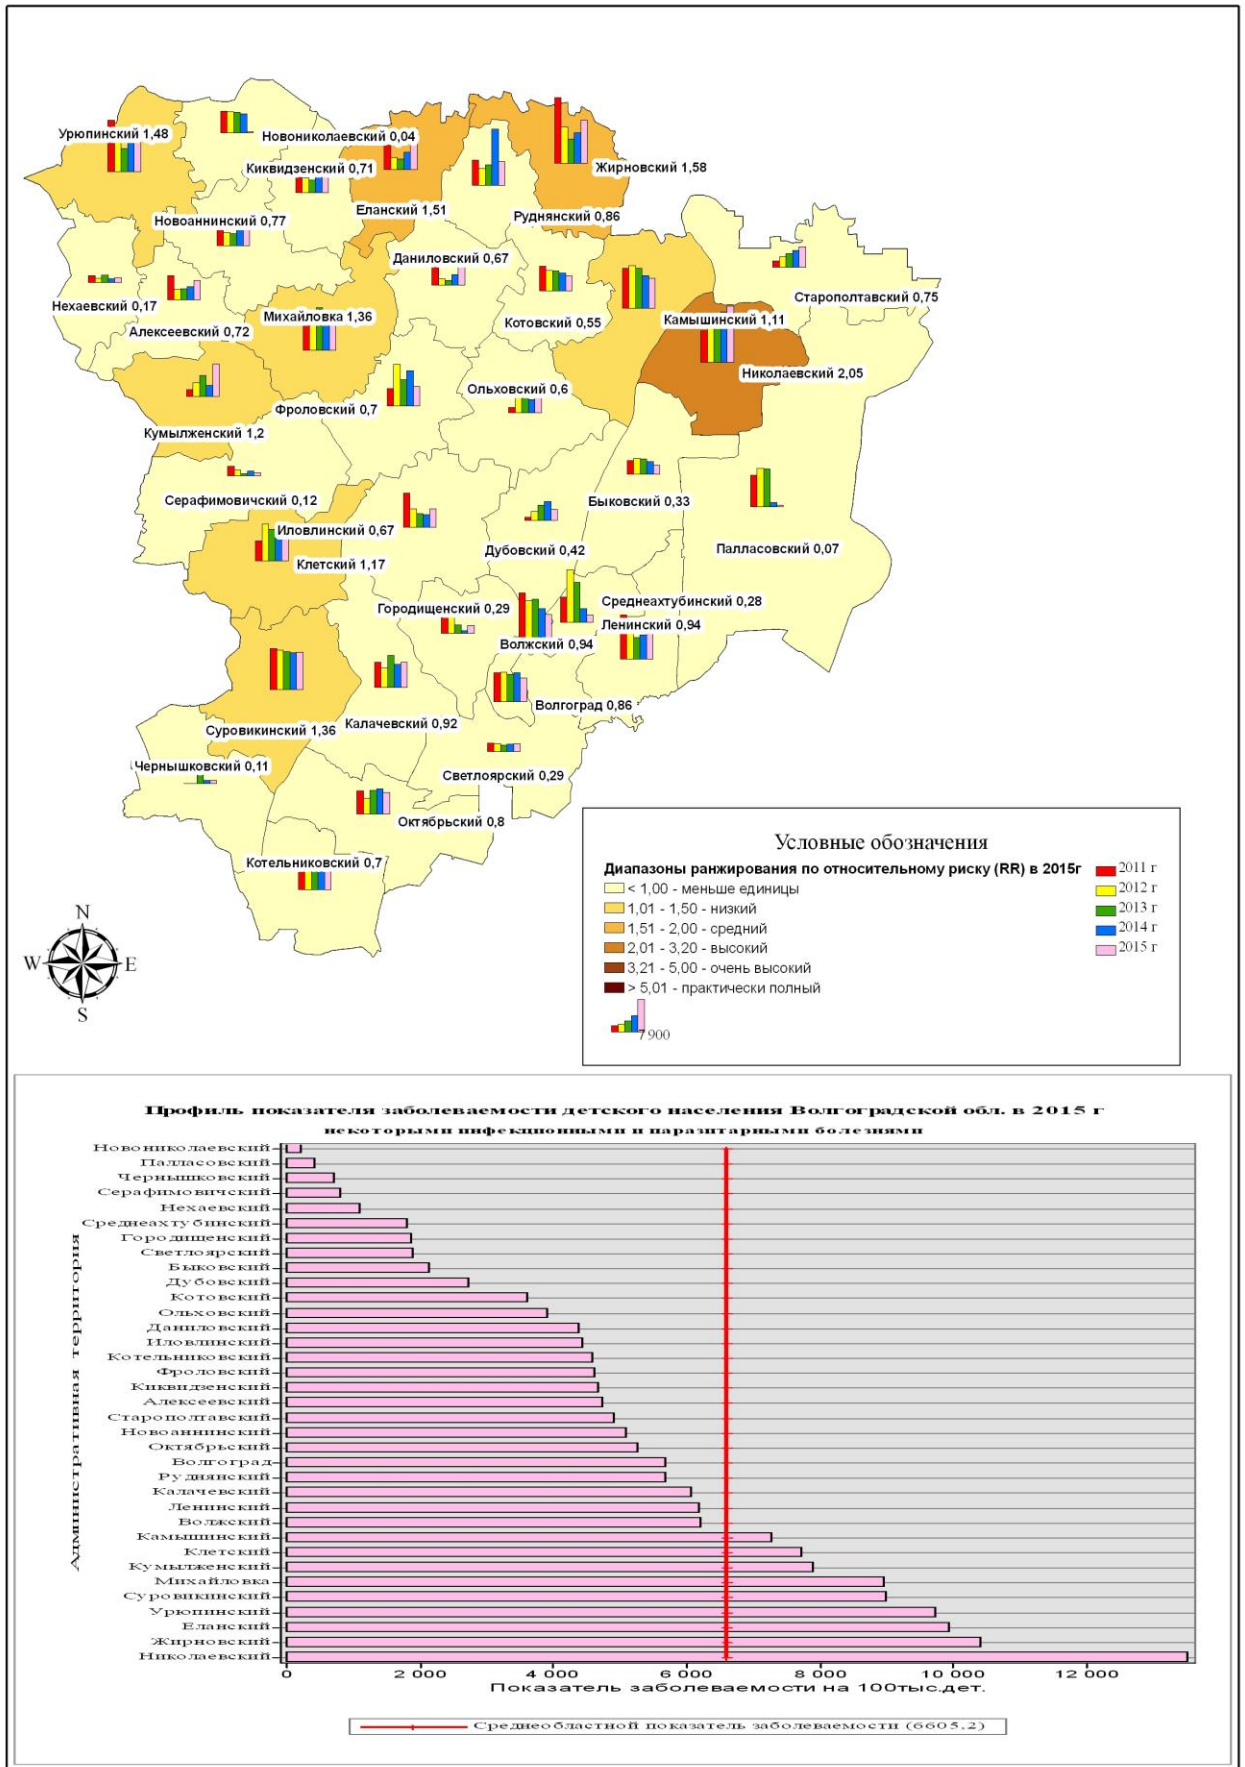 Урюпинский 1,48
Новониколаевский 0,04
Киквидзенский 0,71
Жирновский 1,58
Еланский 1,51
Руднянский 0,86
Новоаннинский 0,77
Даниловский 0,67
Нехаевский 0,17
Старополтавский 0,75
Алексеевский 0,72
Михайловка 1,36
Котовский 0,55
Камышинский 1,11
Николаевский 2,05
Ольховский 0,6
Фроловский 0,7
Кумылженский 1,2
Серафимовичский 0,12
Быковский 0,33
Иловлинский 0,67
Дубовский 0,42
Палласовский 0,07
Клетский 1,17
Городищенский 0,29
Среднеахтубинский 0,28
Ленинский 0,94
Волжский 0,94
Волгоград 0,86
Калачевский 0,92
Суровикинский 1,36
Чернышковский 0,11
Светлоярский 0,29
Октябрьский 0,8
Котельниковский 0,7
N
W
E
S
Условные обозначения
Диапазоны ранжирования по относительному риску (RR) в 2015г
< 1,00 - меньше единицы
1,01 - 1,50 - низкий
1,51 - 2,00 - средний
2,01 - 3,20 - высокий
3,21 - 5,00 - очень высокий
> 5,01 - практически полный
2011 г
2012 г
2013 г
2014 г
2015 г
7 900
Профиль показателя заболеваемости детского населения Волгоградской обл. в 2015 г
некоторыми инфекционными и паразитарными болезнями
Административная территория
Новониколаевский
Палласовский
Чернышковский
Серафимовичский
Нехаевский
Среднеахтубинский
Городищенский
Светлоярский
Быковский
Дубовский
Котовский
Ольховский
Даниловский
Иловлинский
Котельниковский
Фроловский
Киквидзенский
Алексеевский
Старополтавский
Новоаннинский
Октябрьский
Волгоград
Руднянский
Калачевский
Ленинский
Волжский
Камышинский
Клетский
Кумылженский
Михайловка
Суровикинский
Урюпинский
Еланский
Жирновский
Николаевский
0 2 000 4 000 6 000 8 000 10 000 12 000
Показатель заболеваемости на 100тыс.дет.
Среднеобластной показатель заболеваемости (6605,2)